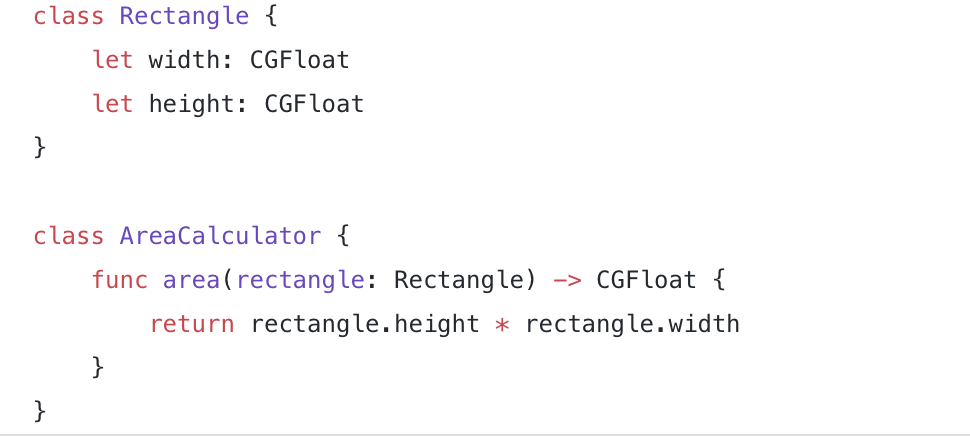 class Rectangle {
    let width: CGFloat
    let height: CGFloat
}

class AreaCalculator {
    func area(rectangle: Rectangle) -> CGFloat {
        return rectangle.height * rectangle.width
    }
}